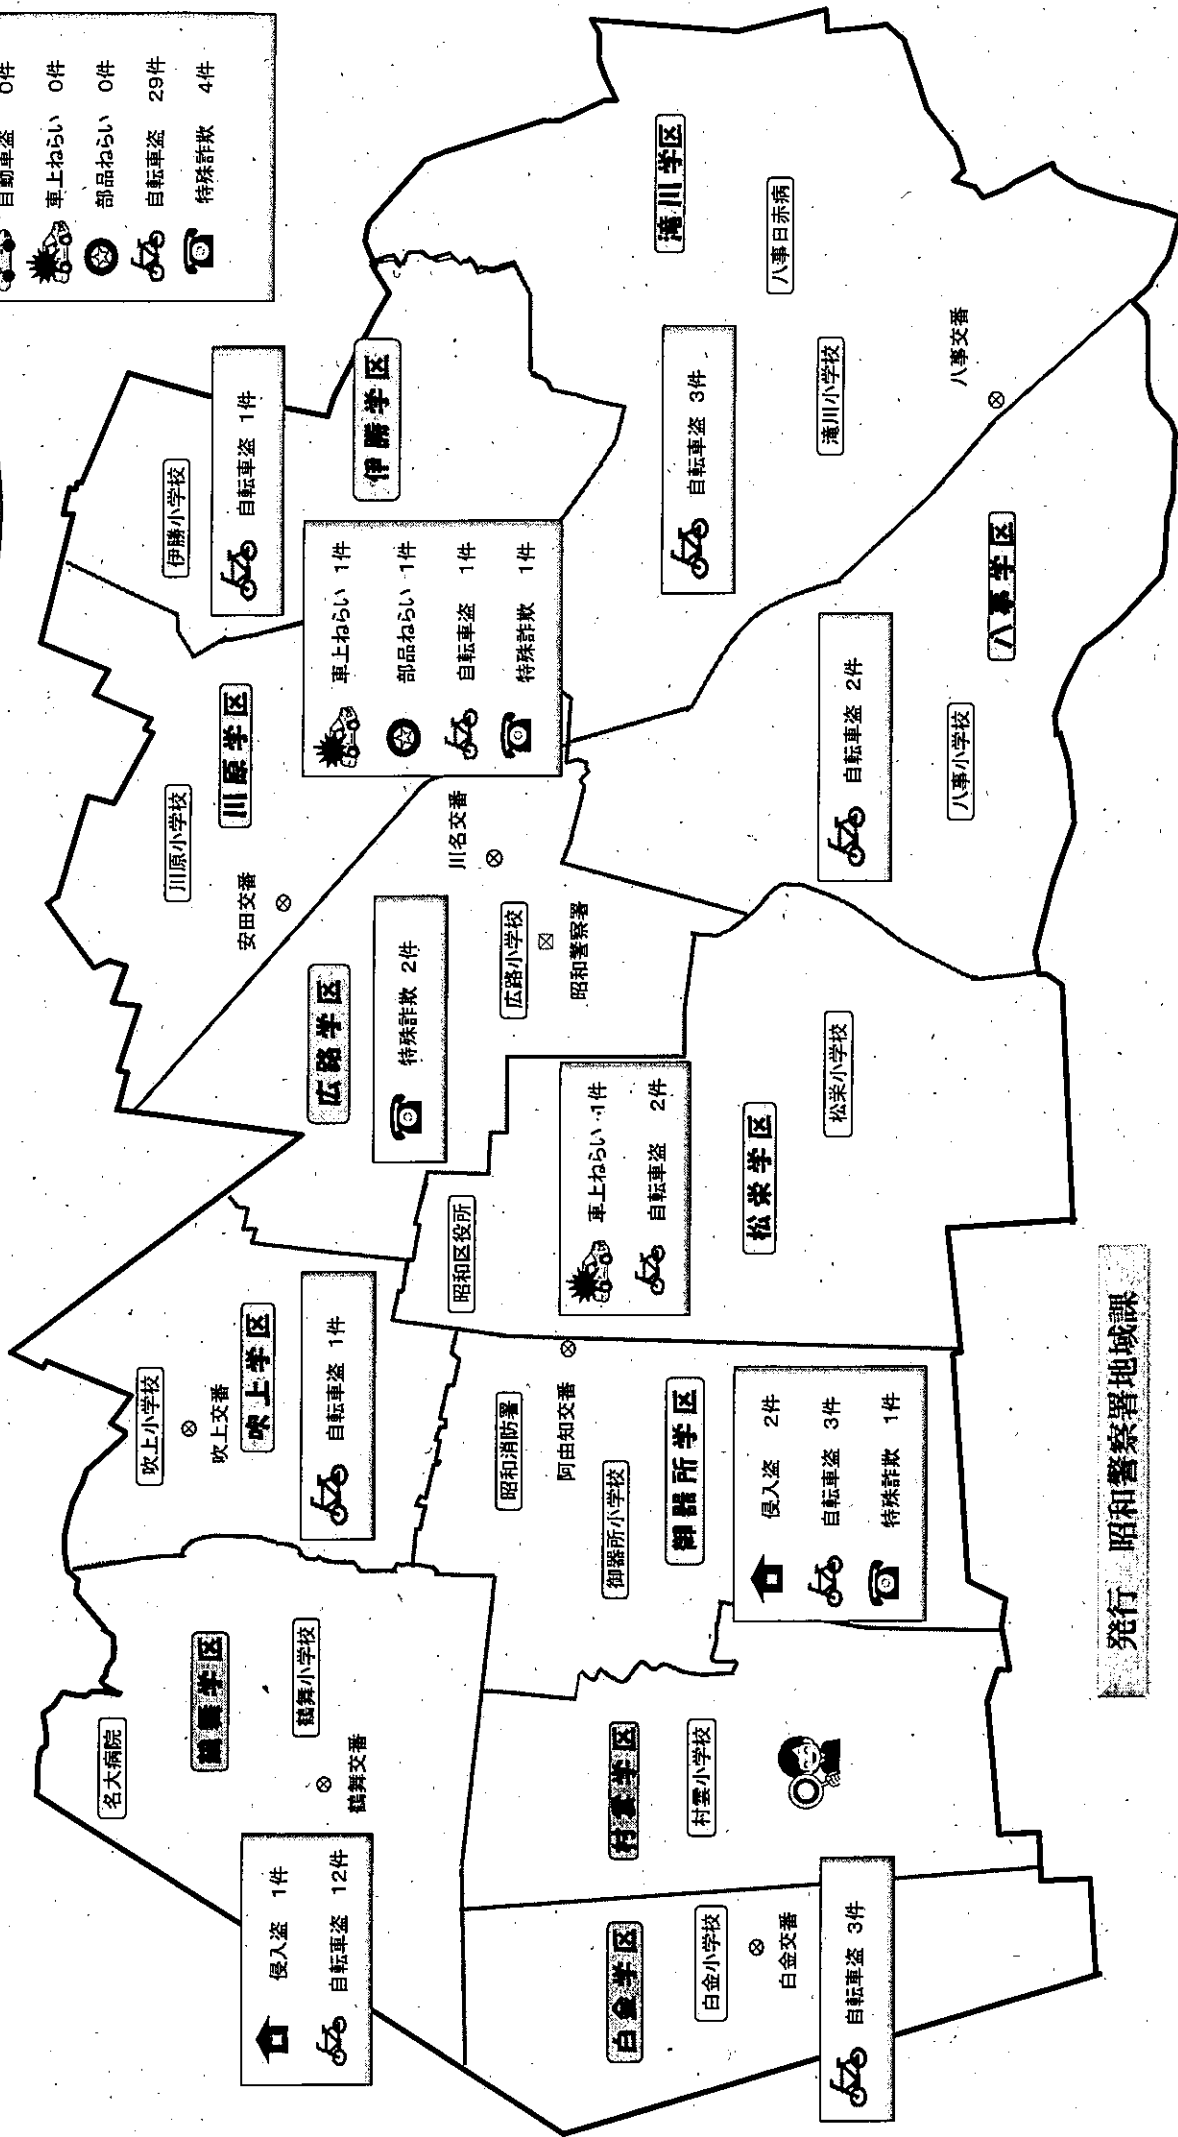 自動車盗 0件
車上ねらい 0件
部品ねらい 0件
自転車盗 29件
特殊詐欺 4件
名大病院
鶴舞学区
鶴舞小学校
鶴舞交番
侵入盗 1件
自転車盗 12件
吹上小学校
吹上交番
吹上学区
自転車盗 1件
川原小学校
川原学区
安田交番
伊勝小学校
自転車盗 1件
伊勝学区
車上ねらい 1件
部品ねらい 1件
自転車盗 1件
特殊詐欺 1件
広路学区
特殊詐欺 2件
川名交番
広路小学校
昭和警察署
滝川学区
八事日赤病
自転車盗 3件
滝川小学校
八事交番
昭和区役所
車上ねらい 1件
自転車盗 2件
松栄学区
松栄小学校
昭和消防署
阿由知交番
御器所小学校
御器所学区
侵入盗 2件
自転車盗 3件
特殊詐欺 1件
村雲学区
村雲小学校
白金学区
白金小学校
白金交番
自転車盗 3件
自転車盗 2件
八事小学校
八事学区
発行 昭和警察署地域課